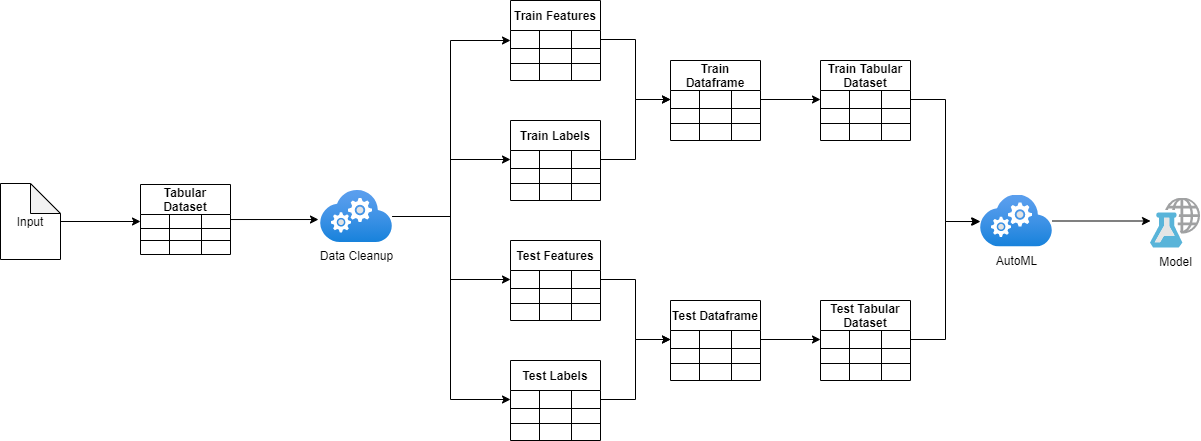 Input
Tabular
Dataset
Data Cleanup
Train Features
Train Labels
Test Features
Test Labels
Train
Dataframe
Test Dataframe
Train Tabular
Dataset
Test Tabular
Dataset
AutoML
Model